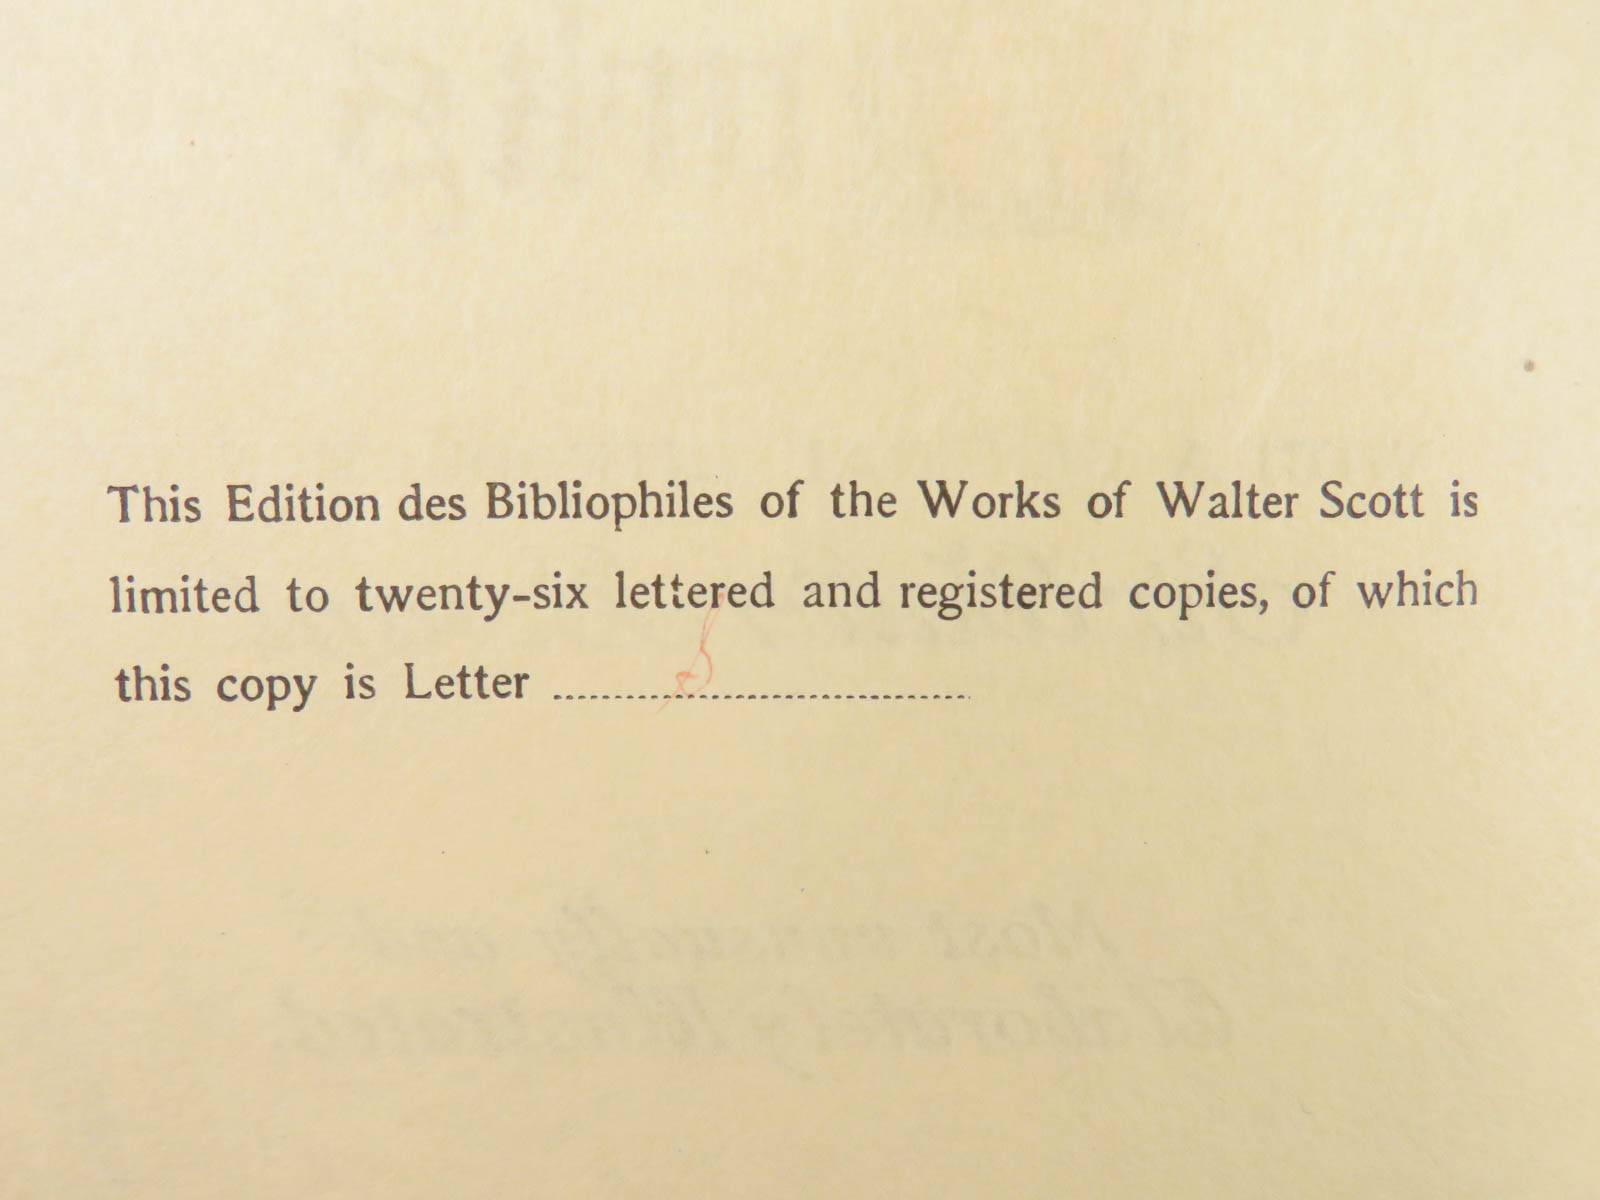 This Edition des Bibliophiles of the Works of Walter Scott is
limited to twenty-six lettered and registered copies, of which
this copy is Letter ........S........